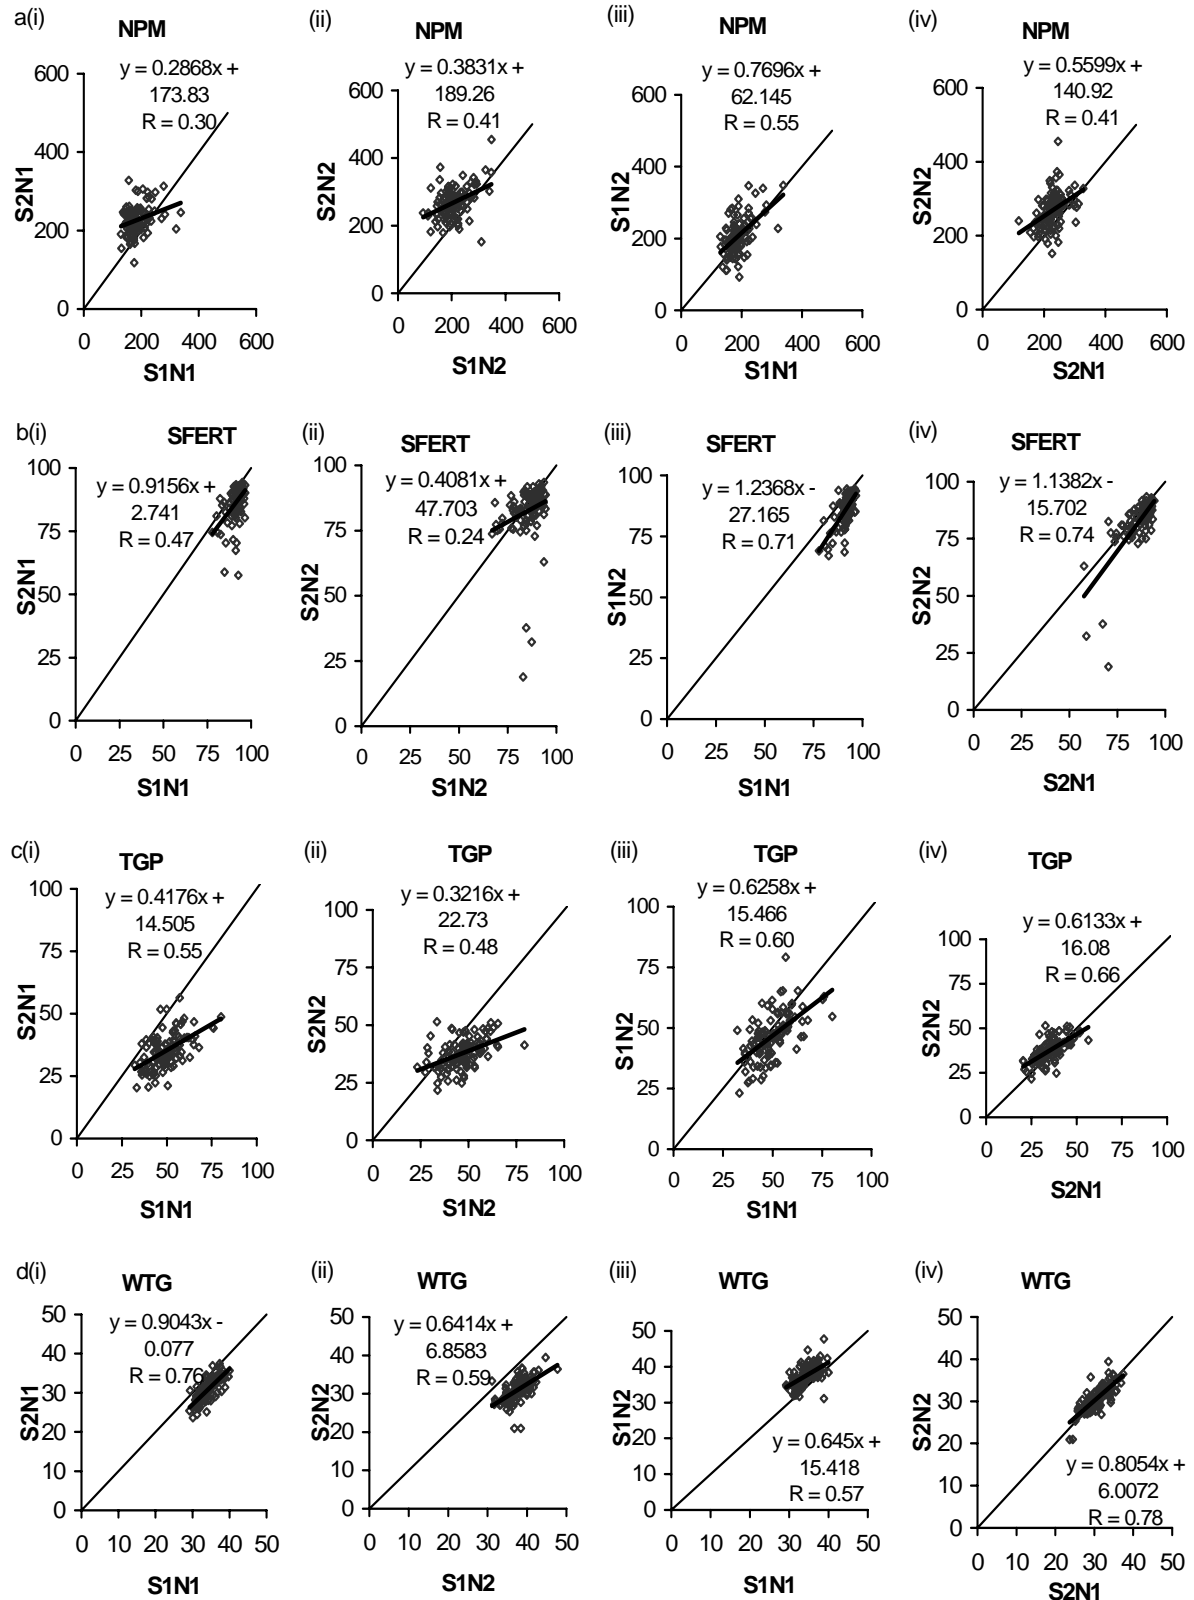 a(i)
NPM
y = 0.2868x +
173.83
R = 0.30
600
400
200
0
S2N1
0 200 400 600
S1N1
(ii)
NPM
y = 0.3831x +
189.26
R = 0.41
600
400
200
0
S2N2
0 200 400 600
S1N2
(iii)
NPM
y = 0.7696x +
62.145
R = 0.55
600
400
200
0
S1N2
0 200 400 600
S1N1
(iv)
NPM
y = 0.5599x +
140.92
R = 0.41
600
400
200
0
S2N2
0 200 400 600
S2N1
b(i)
SFERT
y = 0.9156x +
2.741
R = 0.47
100
75
50
25
0
S2N1
0 25 50 75 100
S1N1
(ii)
SFERT
y = 0.4081x +
47.703
R = 0.24
100
75
50
25
0
S2N2
0 25 50 75 100
S1N2
(iii)
SFERT
y = 1.2368x -
27.165
R = 0.71
100
75
50
25
0
S1N2
0 25 50 75 100
S1N1
(iv)
SFERT
y = 1.1382x -
15.702
R = 0.74
100
75
50
25
0
S2N2
0 25 50 75 100
S2N1
c(i)
TGP
y = 0.4176x +
14.505
R = 0.55
100
75
50
25
0
S2N1
0 25 50 75 100
S1N1
(ii)
TGP
y = 0.3216x +
22.73
R = 0.48
100
75
50
25
0
S2N2
0 25 50 75 100
S1N2
(iii)
TGP
y = 0.6258x +
15.466
R = 0.60
100
75
50
25
0
S1N2
0 25 50 75 100
S1N1
(iv)
TGP
y = 0.6133x +
16.08
R = 0.66
100
75
50
25
0
S2N2
0 25 50 75 100
S2N1
d(i)
WTG
y = 0.9043x -
0.077
R = 0.76
50
40
30
20
10
0
S2N1
0 10 20 30 40 50
S1N1
(ii)
WTG
y = 0.6414x +
6.8583
R = 0.59
50
40
30
20
10
0
S2N2
0 10 20 30 40 50
S1N2
(iii)
WTG
50
40
30
20
10
0
S1N2
y = 0.645x +
15.418
R = 0.57
0 10 20 30 40 50
S1N1
(iv)
WTG
50
40
30
20
10
0
S2N2
y = 0.8054x +
6.0072
R = 0.78
0 10 20 30 40 50
S2N1